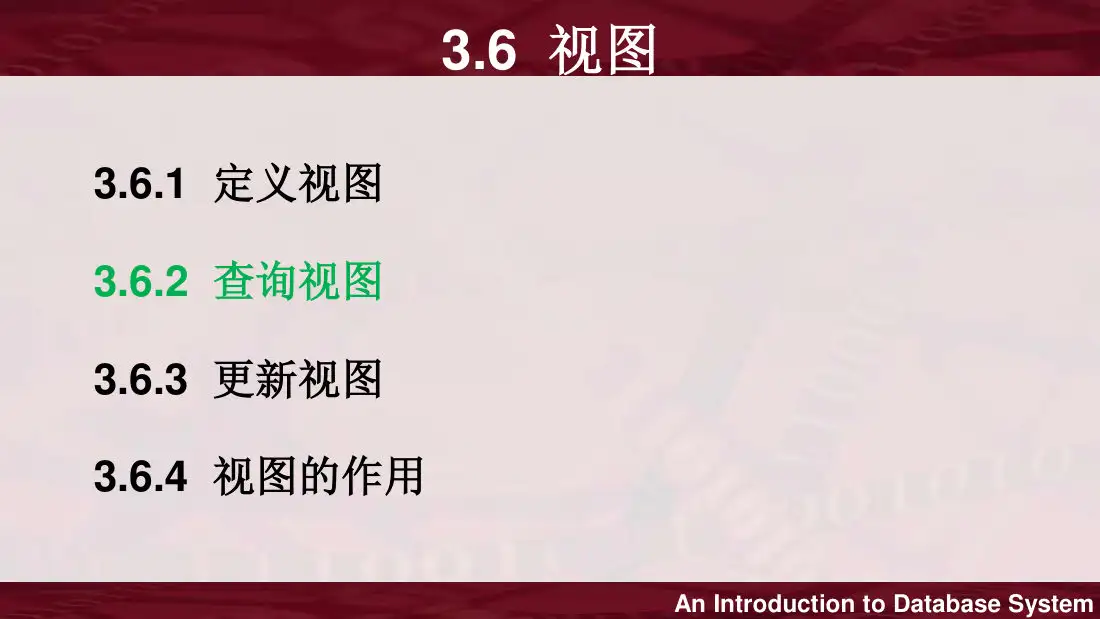 3.6 视图
3.6.1 定义视图
3.6.2 查询视图
3.6.3 更新视图
3.6.4 视图的作用
An Introduction to Database System